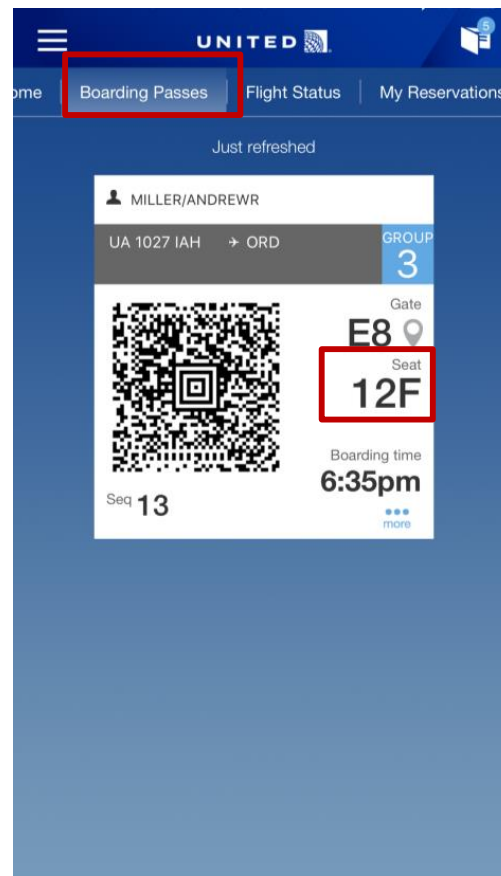 UNITED
5
ome Boarding Passes Flight Status My Reservations
Just refreshed
MILLER/ANDREWR
UA 1027 IAH ORD
GROUP
3
Gate
E8
Seat
12F
Boarding time
6:35pm
Seq 13
more